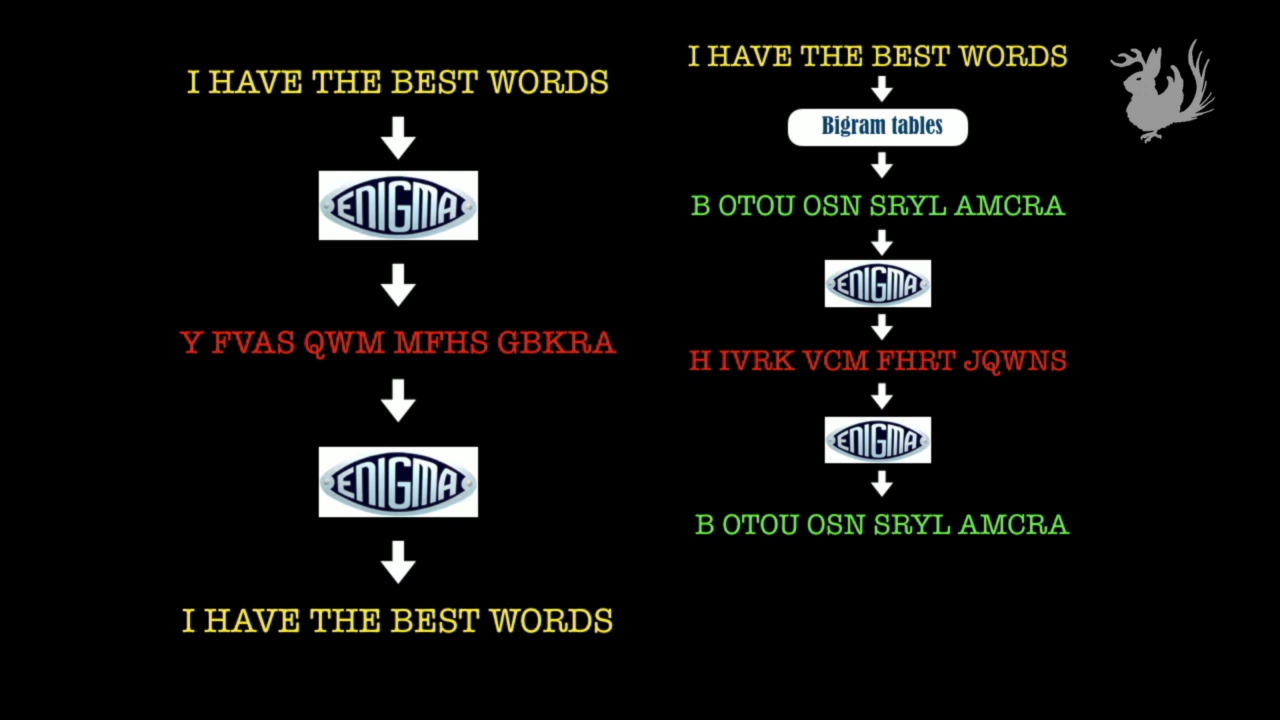 I HAVE THE BEST WORDS
ENIGMA
Y FVAS QWM MFHS GBKRA
ENIGMA
I HAVE THE BEST WORDS
I HAVE THE BEST WORDS
Bigram tables
B OTOU OSN SRYL AMCRA
ENIGMA
H IVRK VCM FHRT JQWNS
ENIGMA
B OTOU OSN SRYL AMCRA